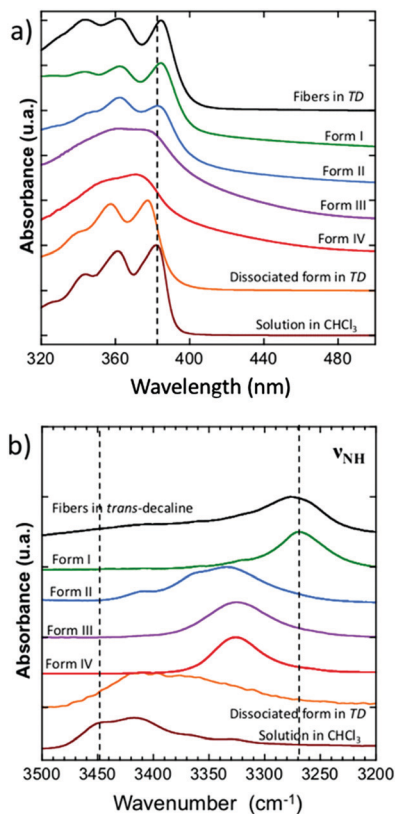 a)
Absorbance (u.a.)
Fibers in TD
Form I
Form II
Form III
Form IV
Dissociated form in TD
Solution in CHCl₃
320 360 400 440 480
Wavelength (nm)
b)
νNH
Absorbance (u.a.)
Fibers in trans-decaline
Form I
Form II
Form III
Form IV
Dissociated form in TD
Solution in CHCl₃
3500 3450 3400 3350 3300 3250 3200
Wavenumber (cm⁻¹)